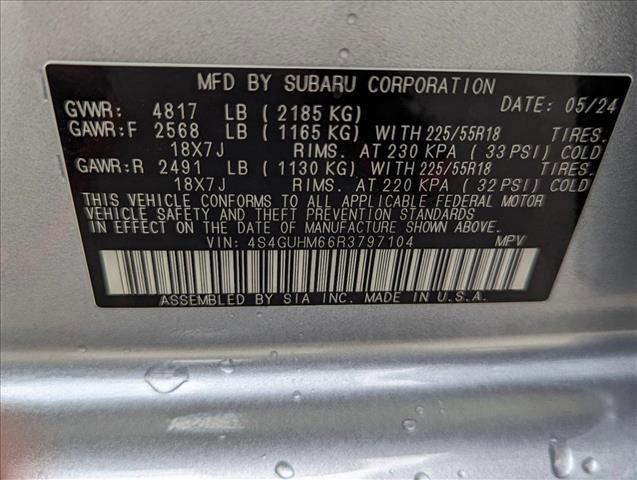 MFD BY SUBARU CORPORATION
GVWR: 4817 LB (2185 KG) DATE: 05/24
GAWR:F 2568 LB (1165 KG) WITH 225/55R18 TIRES.
18X7J RIMS. AT 230 KPA (33 PSI) COLD
GAWR:R 2491 LB (1130 KG) WITH 225/55R18 TIRES.
18X7J RIMS. AT 220 KPA (32 PSI) COLD
THIS VEHICLE CONFORMS TO ALL APPLICABLE FEDERAL MOTOR
VEHICLE SAFETY AND THEFT PREVENTION STANDARDS
IN EFFECT ON THE DATE OF MANUFACTURE SHOWN ABOVE.
VIN: 4S4GUHM66R3797104 MPV
ASSEMBLED BY SIA INC. MADE IN U.S.A.